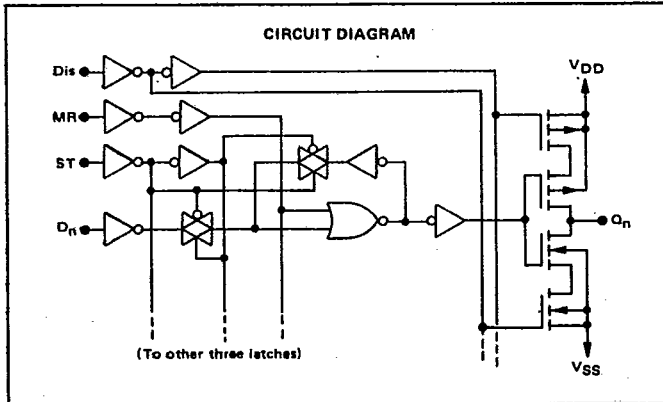 CIRCUIT DIAGRAM
Dis
VDD
MR
ST
Dn
Qn
(To other three latches)
VSS